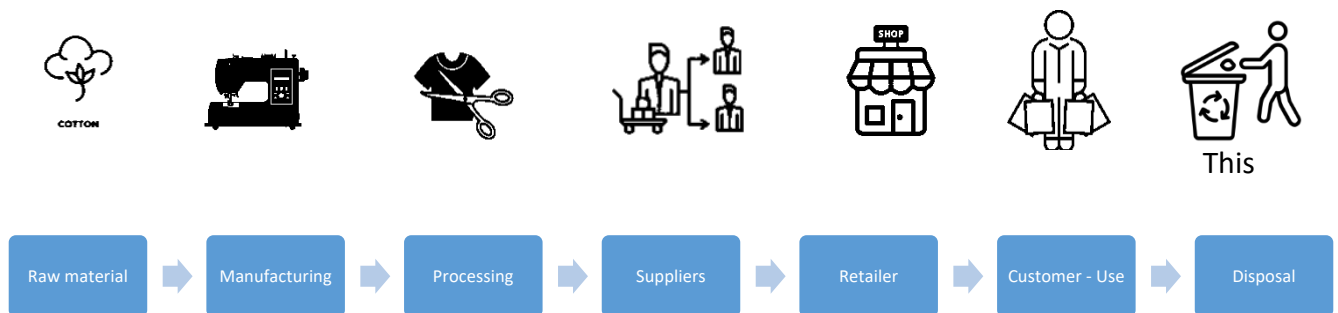 SHOP
COTTON
This
Raw material
Manufacturing
Processing
Suppliers
Retailer
Customer - Use
Disposal